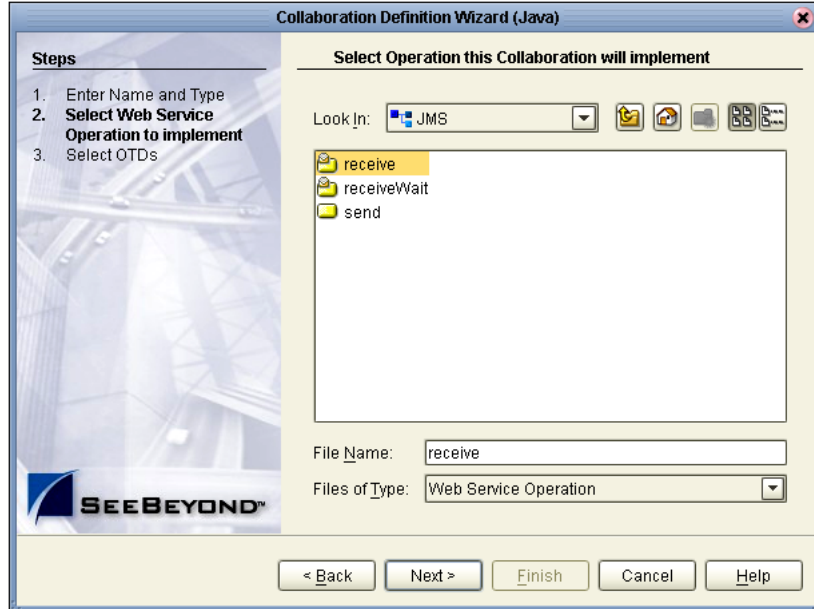 Collaboration Definition Wizard (Java)
Steps
1. Enter Name and Type
2. Select Web Service
Operation to implement
3. Select OTDs
Select Operation this Collaboration will implement
Look In: JMS
receive
receiveWait
send
File Name: receive
Files of Type: Web Service Operation
SEEBEYOND™
< Back Next > Finish Cancel Help